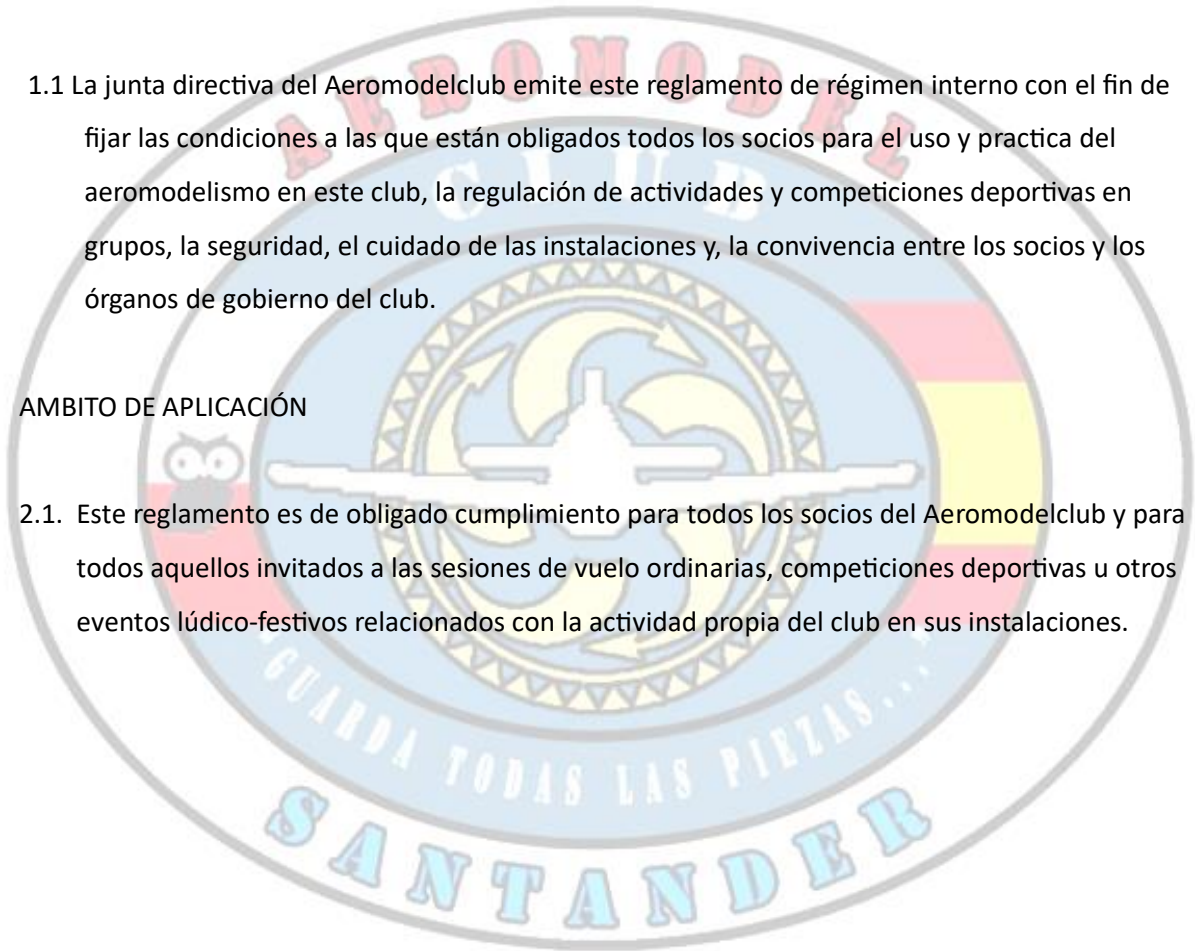 1.1 La junta directiva del Aeromodelclub emite este reglamento de régimen interno con el fin de
fijar las condiciones a las que están obligados todos los socios para el uso y practica del
aeromodelismo en este club, la regulación de actividades y competiciones deportivas en
grupos, la seguridad, el cuidado de las instalaciones y, la convivencia entre los socios y los
órganos de gobierno del club.
AMBITO DE APLICACIÓN
2.1. Este reglamento es de obligado cumplimiento para todos los socios del Aeromodelclub y para
todos aquellos invitados a las sesiones de vuelo ordinarias, competiciones deportivas u otros
eventos lúdico-festivos relacionados con la actividad propia del club en sus instalaciones.
AEROMODEL
CLUB
"GUARDA TODAS LAS PIEZAS..."
SANTANDER